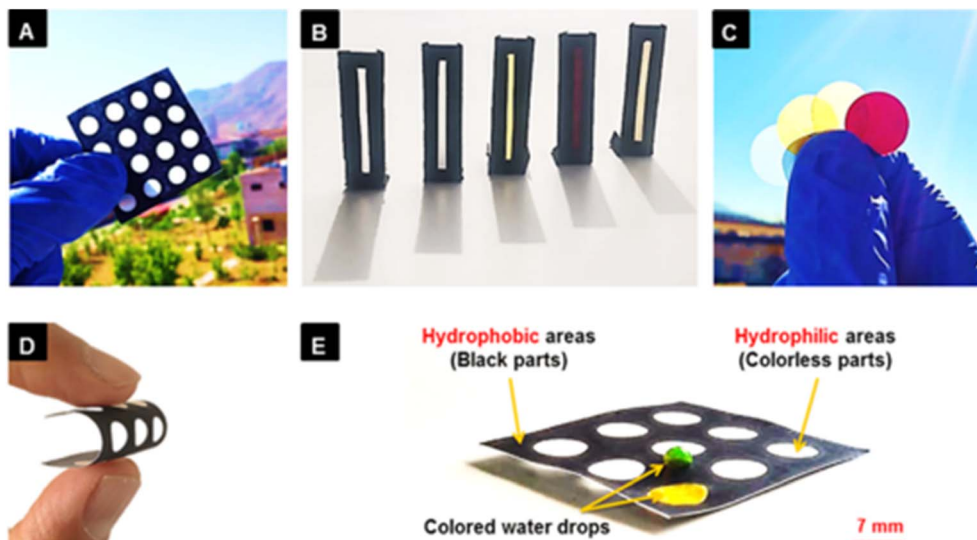 A
B
C
D
E
Hydrophobic areas
(Black parts)
Hydrophilic areas
(Colorless parts)
Colored water drops
7 mm